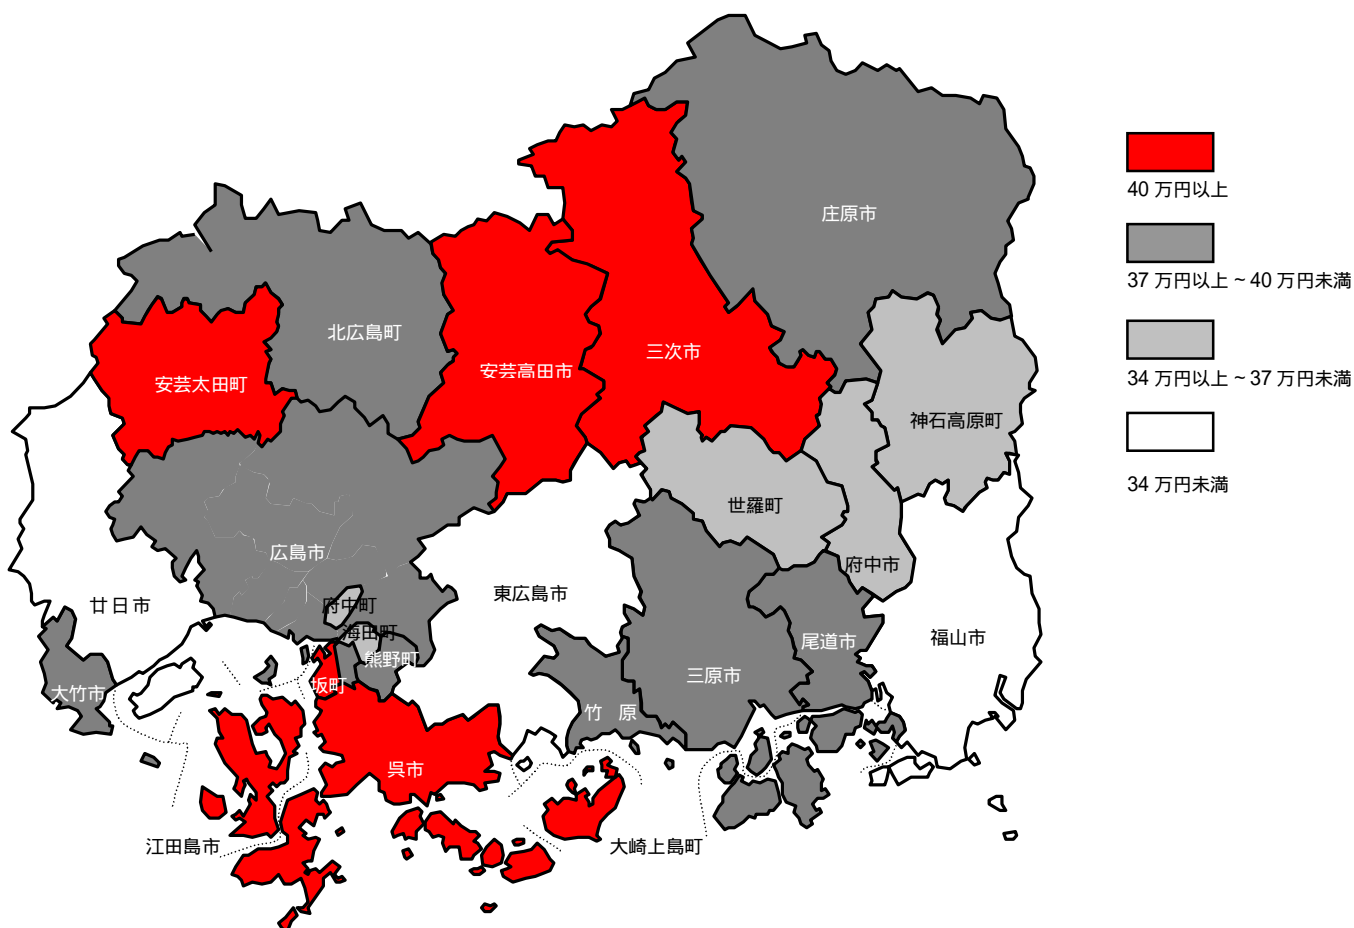 40 万円以上
庄原市
37 万円以上 ~ 40 万円未満
北広島町
三次市
安芸高田市
安芸太田町
34 万円以上 ~ 37 万円未満
神石高原町
34 万円未満
世羅町
広島市
府中市
東広島市
廿日市
府中町
海田町
福山市
尾道市
熊野町
三原市
坂町
大竹市
竹 原
呉市
江田島市
大崎上島町